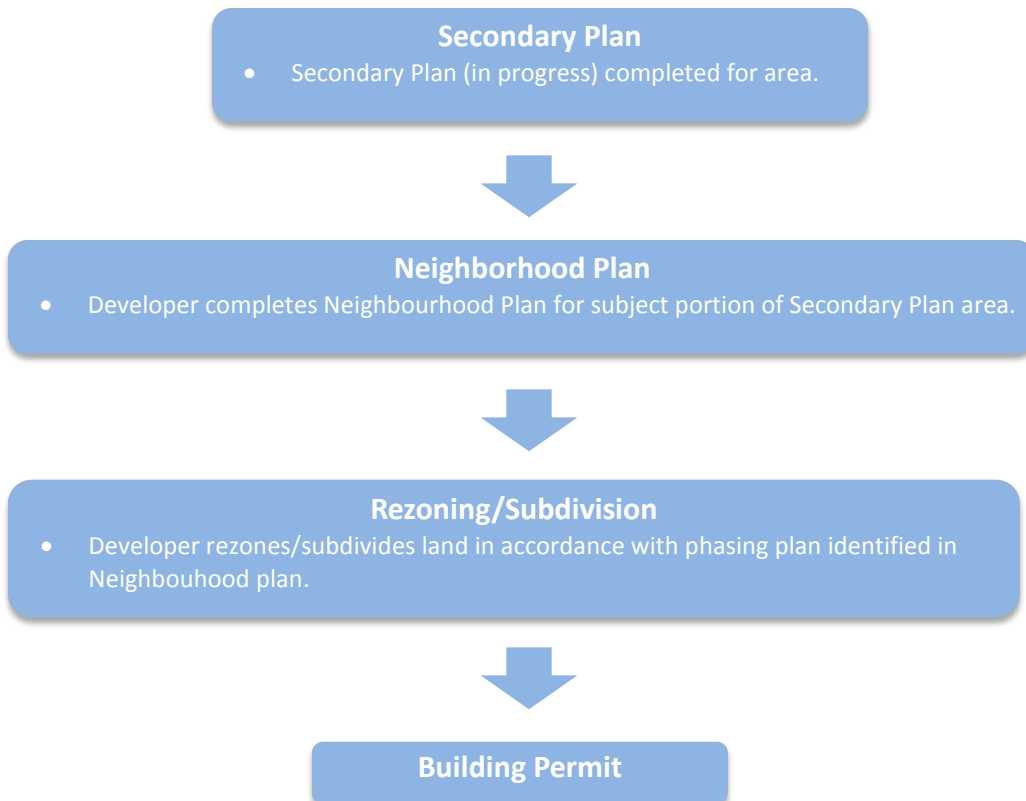 Secondary Plan
• Secondary Plan (in progress) completed for area.
Neighborhood Plan
• Developer completes Neighbourhood Plan for subject portion of Secondary Plan area.
Rezoning/Subdivision
• Developer rezones/subdivides land in accordance with phasing plan identified in
Neighbouhood plan.
Building Permit